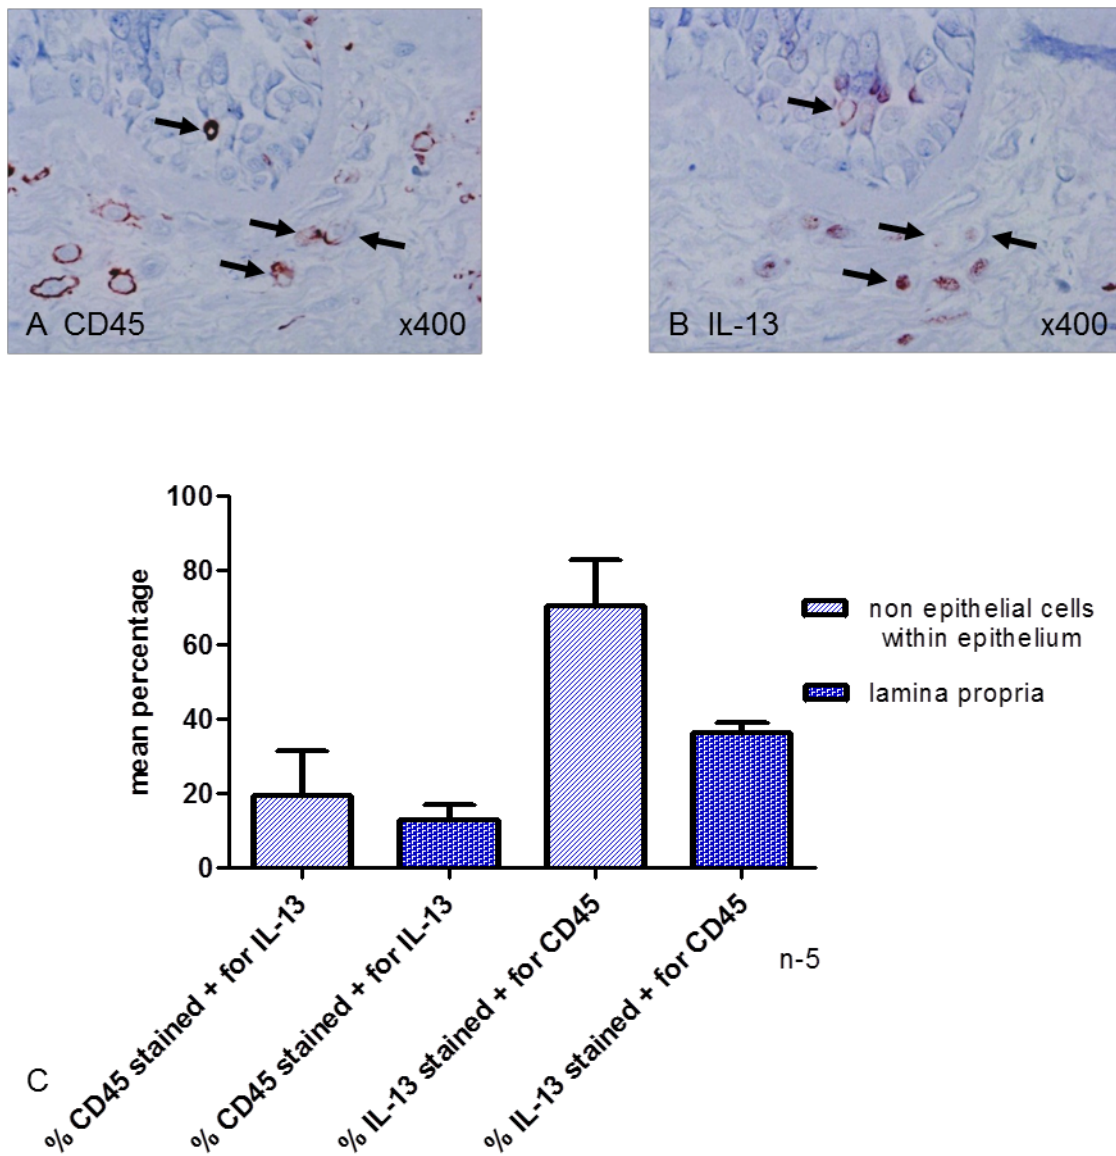 A CD45
x400
B IL-13
x400
100
80
60
40
20
0
mean percentage
non epithelial cells
within epithelium
lamina propria
% CD45 stained + for IL-13
% CD45 stained + for IL-13
% IL-13 stained + for CD45
% IL-13 stained + for CD45
n-5
C